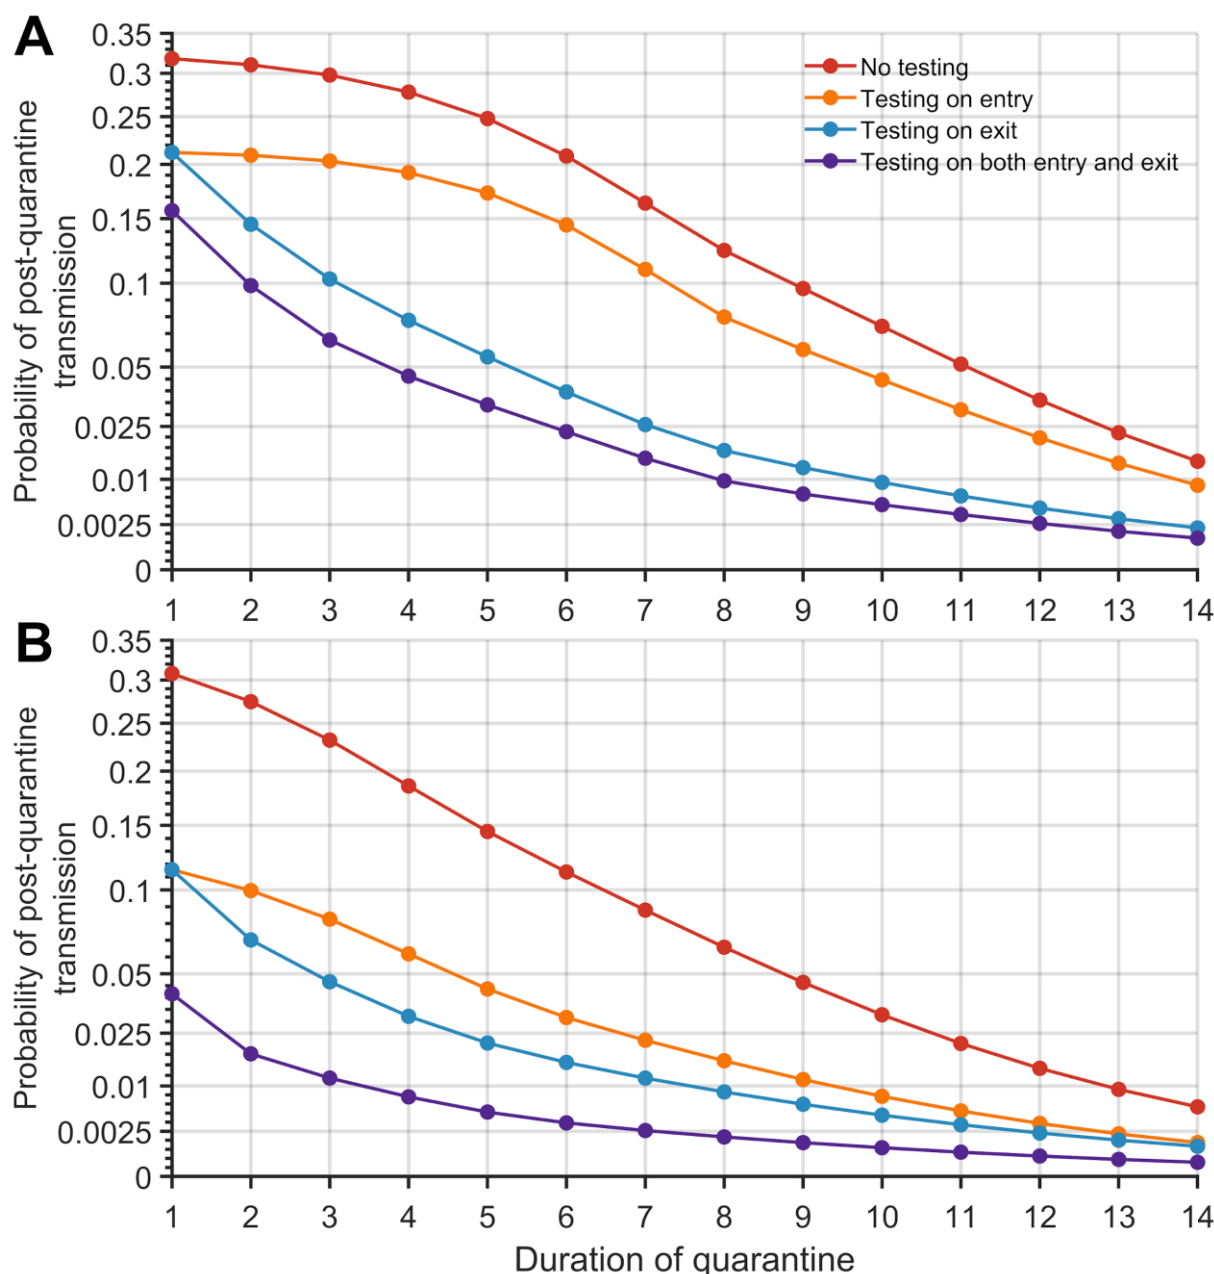 A
0.35
0.3
0.25
0.2
0.15
0.1
0.05
0.025
0.01
0.0025
0
Probability of post-quarantine
transmission
No testing
Testing on entry
Testing on exit
Testing on both entry and exit
1 2 3 4 5 6 7 8 9 10 11 12 13 14
B
0.35
0.3
0.25
0.2
0.15
0.1
0.05
0.025
0.01
0.0025
0
Probability of post-quarantine
transmission
1 2 3 4 5 6 7 8 9 10 11 12 13 14
Duration of quarantine